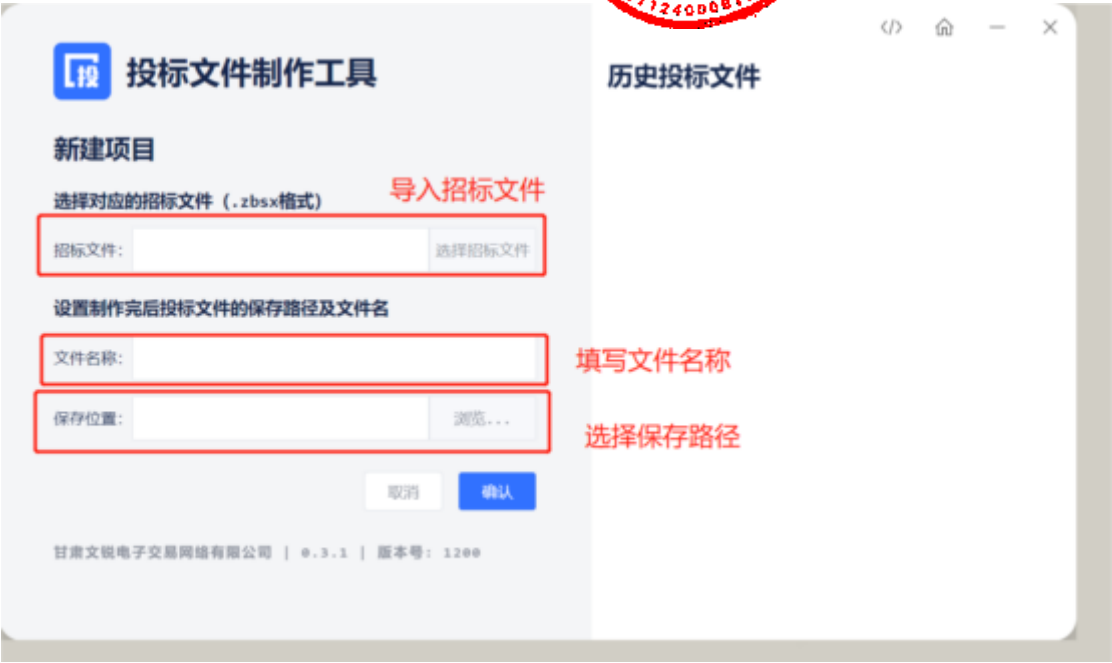 投标文件制作工具
新建项目
选择对应的招标文件（.zbsx格式）
导入招标文件
招标文件：
选择招标文件
设置制作完后投标文件的保存路径及文件名
文件名称：
填写文件名称
保存位置：
浏览...
选择保存路径
取消
确认
甘肃文锐电子交易网络有限公司 | 0.3.1 | 版本号：1200
</>
历史投标文件
投